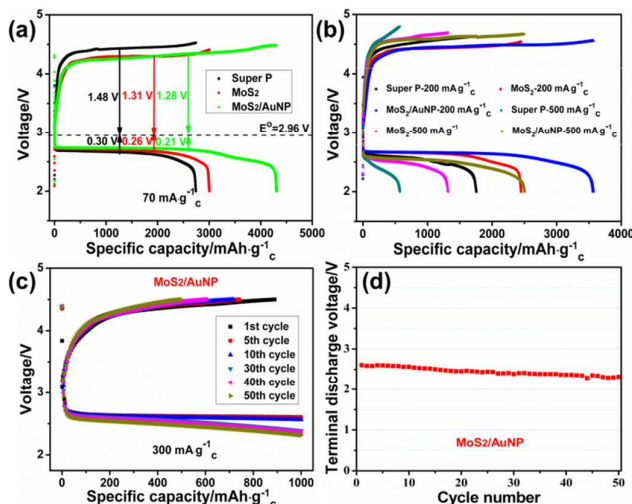 (a)
Voltage/V
5
4
3
2
1.48 V
1.31 V
1.28 V
Super P
MoS2
MoS2/AuNP
E⁰=2.96 V
0.30 V
0.26 V
0.21 V
70 mA·g⁻¹c
0 1000 2000 3000 4000 5000
Specific capacity/mAh·g⁻¹c
(b)
Voltage/V
5
4
3
2
Super P-200 mAg⁻¹c
MoS2-200 mAg⁻¹c
MoS2/AuNP-200 mAg⁻¹c
Super P-500 mAg⁻¹c
MoS2-500 mAg⁻¹
MoS2/AuNP-500 mAg⁻¹c
0 1000 2000 3000 4000
Specific capacity/mAh·g⁻¹c
(c)
MoS2/AuNP
Voltage/V
5
4
3
2
1st cycle
5th cycle
10th cycle
30th cycle
40th cycle
50th cycle
300 mA·g⁻¹c
0 200 400 600 800 1000
Specific capacity/mAh·g⁻¹c
(d)
Terminal discharge voltage/V
5
4
3
2
1
0
MoS2/AuNP
0 10 20 30 40 50
Cycle number